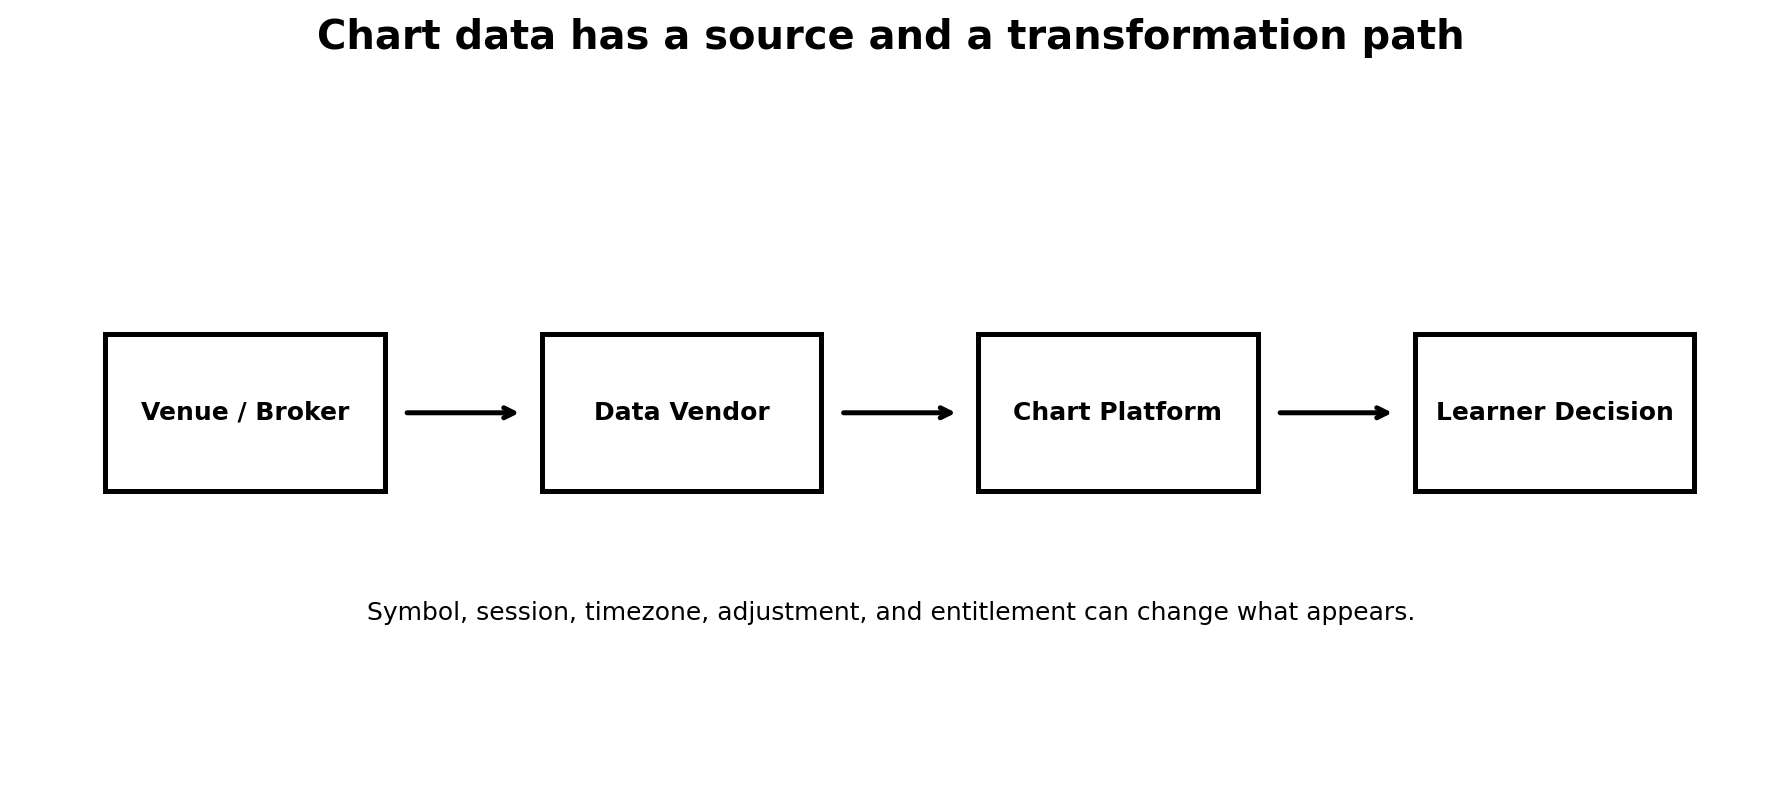 Chart data has a source and a transformation path
Venue / Broker
Data Vendor
Chart Platform
Learner Decision
Symbol, session, timezone, adjustment, and entitlement can change what appears.